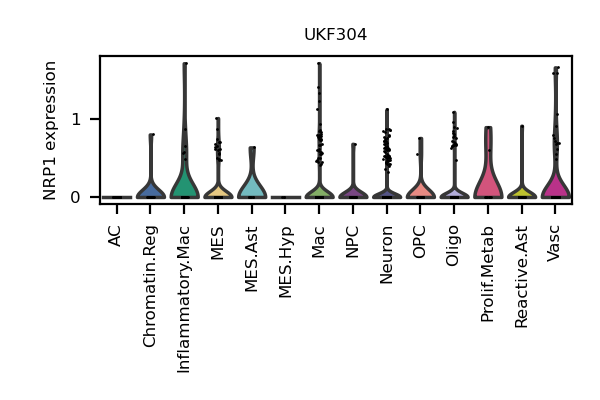 UKF304
NRP1 expression
1
0
AC
Chromatin.Reg
Inflammatory.Mac
MES
MES.Ast
MES.Hyp
Mac
NPC
Neuron
OPC
Oligo
Prolif.Metab
Reactive.Ast
Vasc